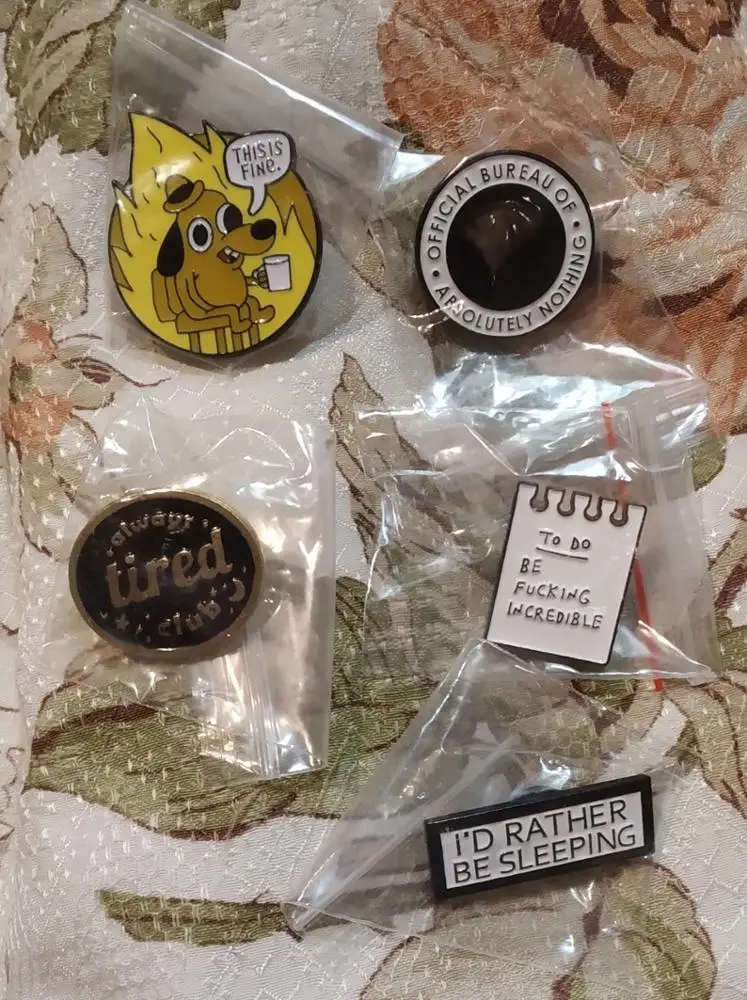 THIS IS
FINE.
OFFICIAL BUREAU OF
• ABSOLUTELY NOTHING •
always
tired
club
TO DO
BE
FUCKING
INCREDIBLE
I'D RATHER
BE SLEEPING